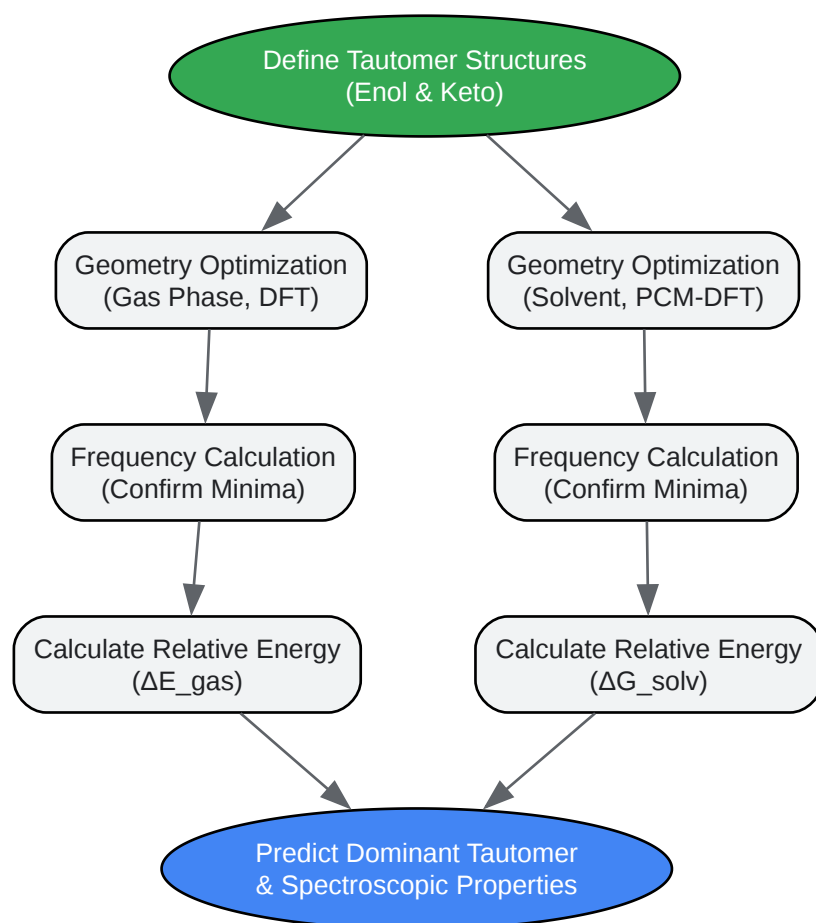 Define Tautomer Structures
(Enol & Keto)
Geometry Optimization
(Gas Phase, DFT)
Geometry Optimization
(Solvent, PCM-DFT)
Frequency Calculation
(Confirm Minima)
Frequency Calculation
(Confirm Minima)
Calculate Relative Energy
(ΔE_gas)
Calculate Relative Energy
(ΔG_solv)
Predict Dominant Tautomer
& Spectroscopic Properties